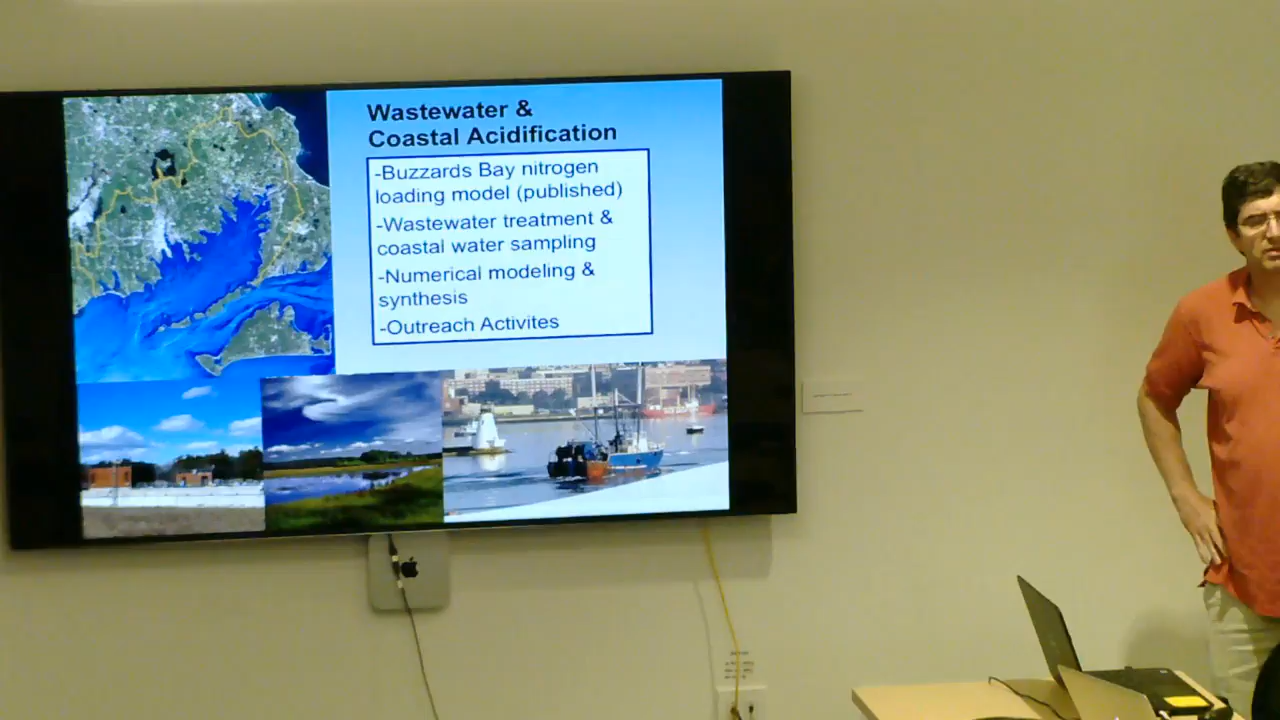 Wastewater &
Coastal Acidification
-Buzzards Bay nitrogen
loading model (published)
-Wastewater treatment &
coastal water sampling
-Numerical modeling &
synthesis
-Outreach Activites